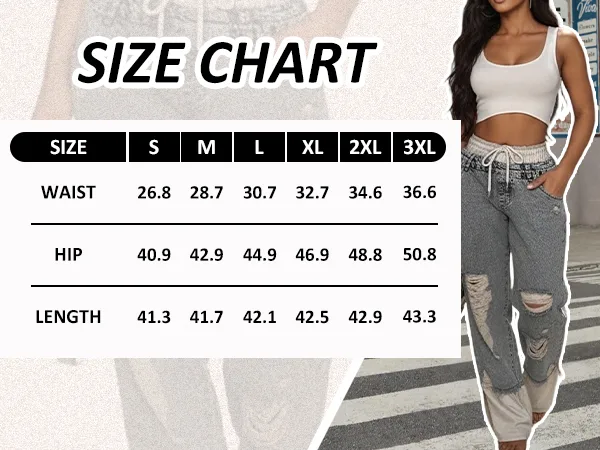 SIZE CHART
SIZE S M L XL 2XL 3XL
WAIST 26.8 28.7 30.7 32.7 34.6 36.6
HIP 40.9 42.9 44.9 46.9 48.8 50.8
LENGTH 41.3 41.7 42.1 42.5 42.9 43.3